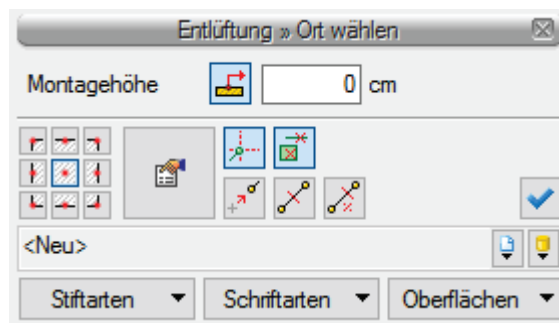 Entlüftung » Ort wählen
Montagehöhe 0 cm
<Neu>
Stiftarten Schriftarten Oberflächen